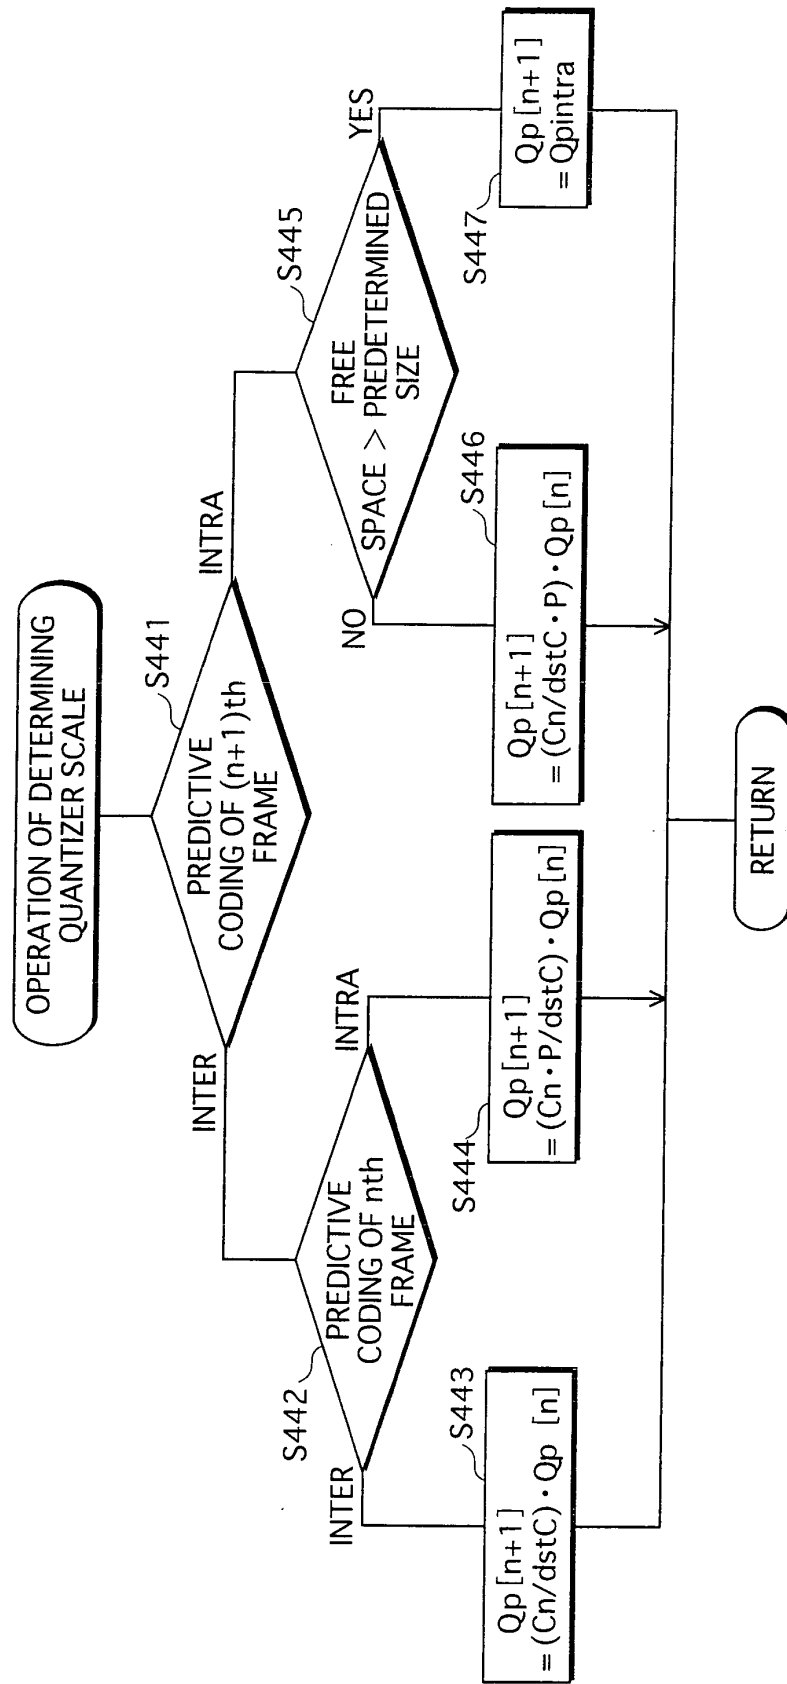 OPERATION OF DETERMINING
QUANTIZER SCALE
S441
PREDICTIVE
CODING OF (n+1)th
FRAME
INTER
INTRA
S442
PREDICTIVE
CODING OF nth
FRAME
INTER
INTRA
S445
FREE
SPACE > PREDETERMINED
SIZE
NO
YES
S443
Qp[n+1]
=(Cn/dstC)·Qp [n]
S444
Qp[n+1]
=(Cn·P/dstC)·Qp[n]
S446
Qp[n+1]
=(Cn/dstC·P)·Qp[n]
S447
Qp[n+1]
=Qpintra
RETURN